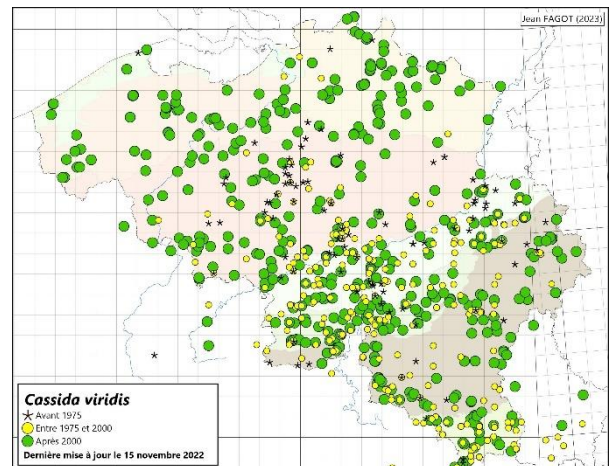 Jean FAGOT (2023)
Cassida viridis
Avant 1975
Entre 1975 et 2000
Après 2000
Dernière mise à jour le 15 novembre 2022